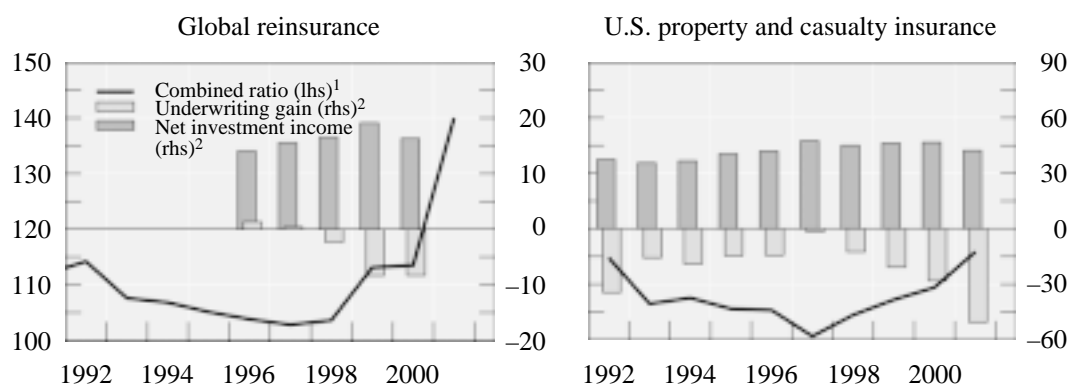 Global reinsurance
U.S. property and casualty insurance
150 30 90
Combined ratio (lhs)1
Underwriting gain (rhs)2
Net investment income
(rhs)2
140 20 60
130 10 30
120 0 0
110 –10 –30
100 –20 –60
1992 1994 1996 1998 2000
1992 1994 1996 1998 2000